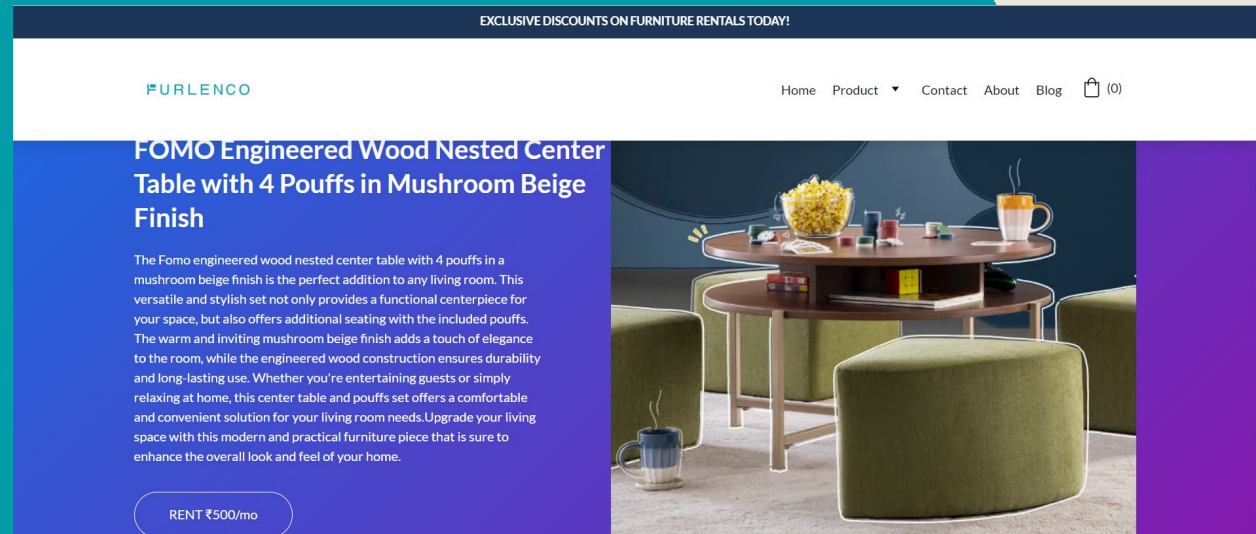 EXCLUSIVE DISCOUNTS ON FURNITURE RENTALS TODAY!
FURLENCO
Home Product ▼ Contact About Blog (0)
FOMO Engineered Wood Nested Center
Table with 4 Pouffs in Mushroom Beige
Finish
The Fomo engineered wood nested center table with 4 pouffs in a
mushroom beige finish is the perfect addition to any living room. This
versatile and stylish set not only provides a functional centerpiece for
your space, but also offers additional seating with the included pouffs.
The warm and inviting mushroom beige finish adds a touch of elegance
to the room, while the engineered wood construction ensures durability
and long-lasting use. Whether you're entertaining guests or simply
relaxing at home, this center table and pouffs set offers a comfortable
and convenient solution for your living room needs.Upgrade your living
space with this modern and practical furniture piece that is sure to
enhance the overall look and feel of your home.
RENT ₹500/mo